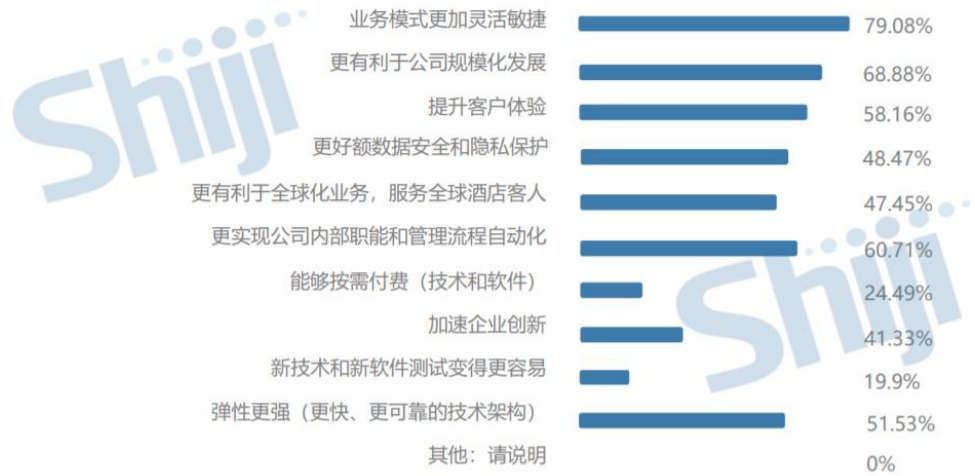 业务模式更加灵活敏捷 79.08%
更有利于公司规模化发展 68.88%
提升客户体验 58.16%
更好额数据安全和隐私保护 48.47%
更有利于全球化业务，服务全球酒店客人 47.45%
更实现公司内部职能和管理流程自动化 60.71%
能够按需付费（技术和软件） 24.49%
加速企业创新 41.33%
新技术和新软件测试变得更容易 19.9%
弹性更强（更快、更可靠的技术架构） 51.53%
其他：请说明 0%
Shiji
Shiji